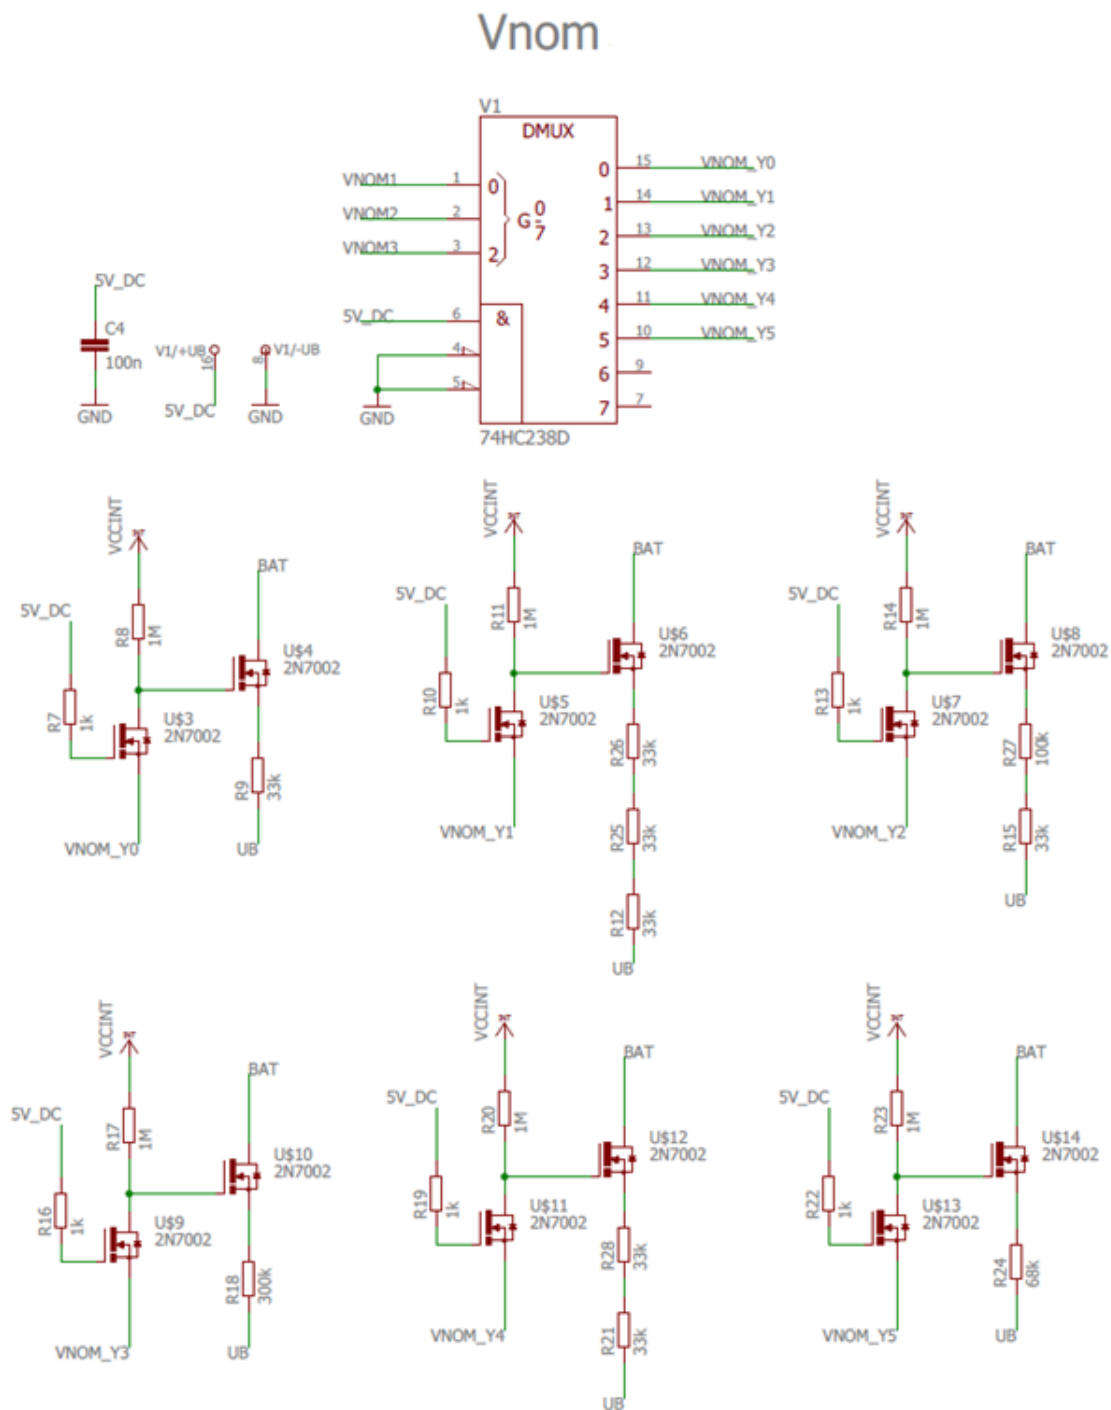 Vnom
V1
DMUX
VNOM1 1 0
VNOM2 2
VNOM3 3 2
G 0 7
5V_DC 6 &
4
5
GND
0 15 VNOM_Y0
1 14 VNOM_Y1
2 13 VNOM_Y2
3 12 VNOM_Y3
4 11 VNOM_Y4
5 10 VNOM_Y5
6 9
7 7
74HC238D
5V_DC
C4
100n
GND
V1/+UB
16
5V_DC
V1/-UB
8
GND
VCCINT
BAT
5V_DC
R8
1M
U$4
2N7002
R7
1k
U$3
2N7002
R9
33k
VNOM_Y0
UB
VCCINT
BAT
5V_DC
R11
1M
U$6
2N7002
R10
1k
U$5
2N7002
R26
33k
R25
33k
R12
33k
VNOM_Y1
UB
VCCINT
BAT
5V_DC
R14
1M
U$8
2N7002
R13
1k
U$7
2N7002
R27
100k
R15
33k
VNOM_Y2
UB
VCCINT
BAT
5V_DC
R17
1M
U$10
2N7002
R16
1k
U$9
2N7002
R18
300k
VNOM_Y3
UB
VCCINT
BAT
5V_DC
R20
1M
U$12
2N7002
R19
1k
U$11
2N7002
R28
33k
R21
33k
VNOM_Y4
UB
VCCINT
BAT
5V_DC
R23
1M
U$14
2N7002
R22
1k
U$13
2N7002
R24
68k
VNOM_Y5
UB